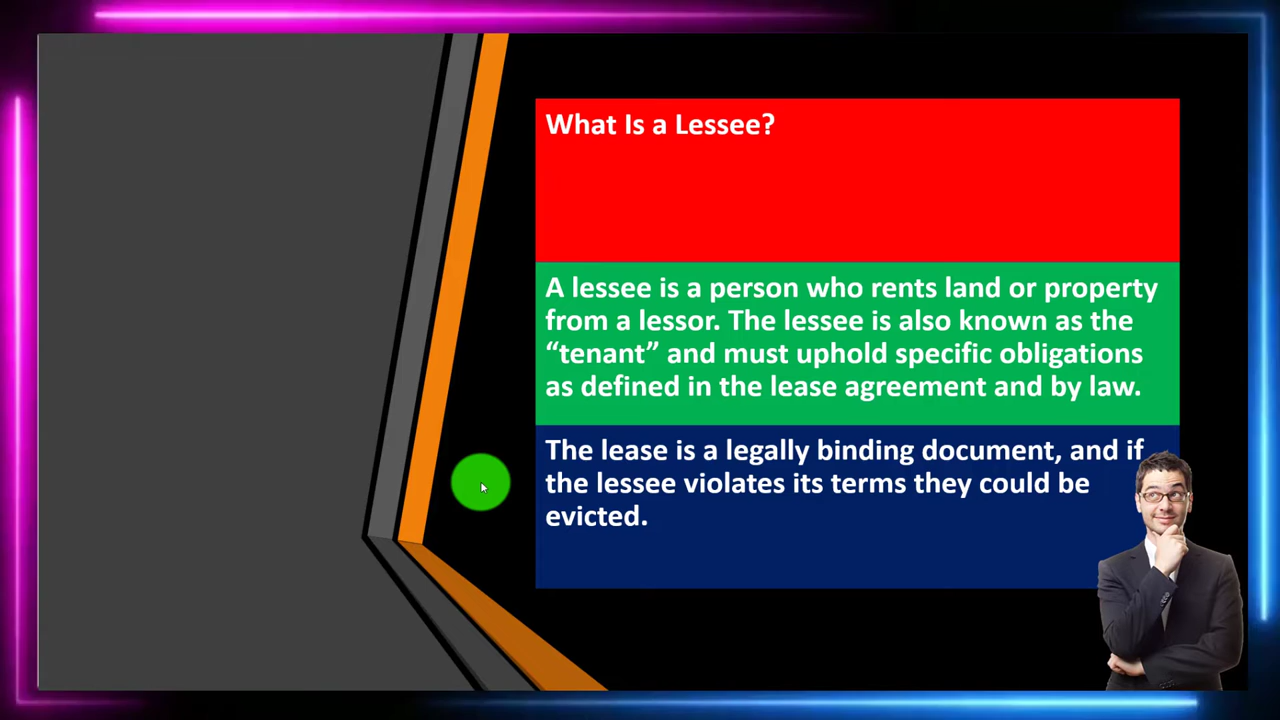 What Is a Lessee?
A lessee is a person who rents land or property
from a lessor. The lessee is also known as the
“tenant” and must uphold specific obligations
as defined in the lease agreement and by law.
The lease is a legally binding document, and if
the lessee violates its terms they could be
evicted.